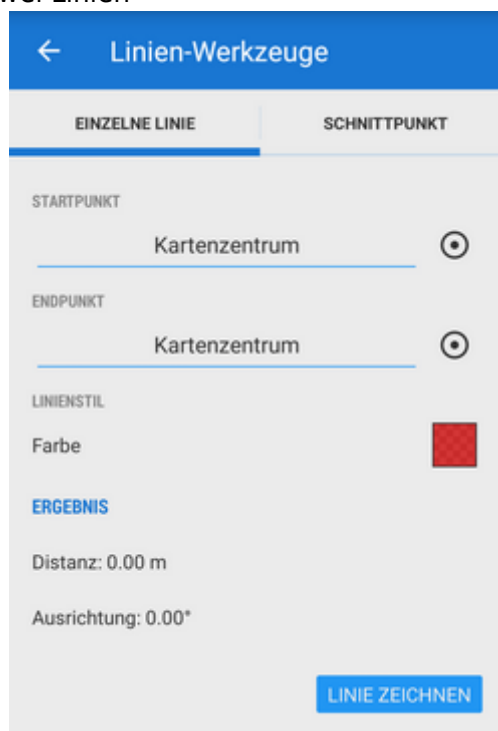 Linien
Linien-Werkzeuge
EINZELNE LINIE SCHNITTPUNKT
STARTPUNKT
Kartenzentrum
ENDPUNKT
Kartenzentrum
LINIENSTIL
Farbe
ERGEBNIS
Distanz: 0.00 m
Ausrichtung: 0.00°
LINIE ZEICHNEN